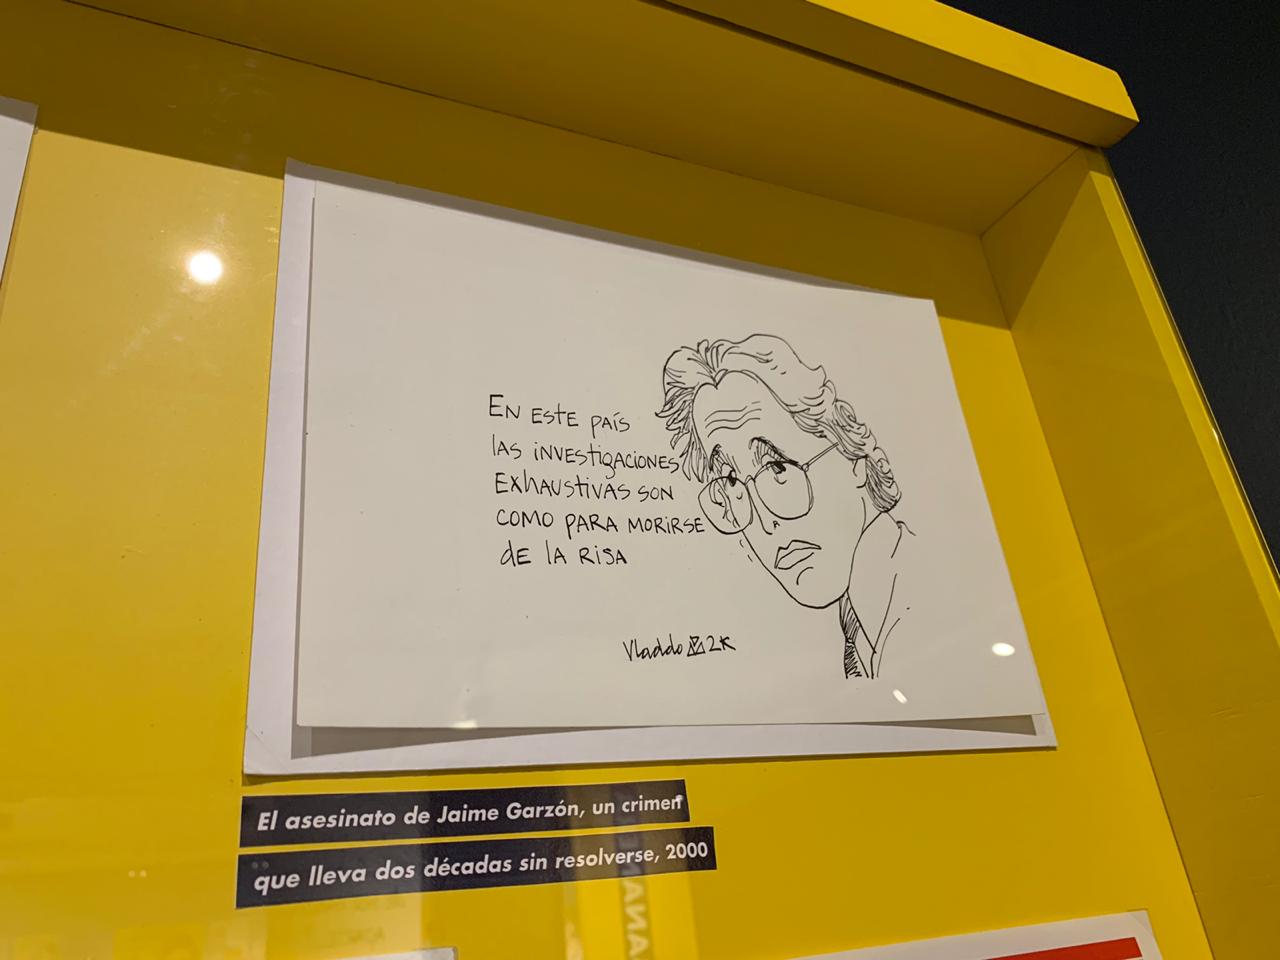 En este país
las investigaciones
exhaustivas son
como para morirse
de la risa
Vladdo 2K
El asesinato de Jaime Garzón, un crimen
que lleva dos décadas sin resolverse, 2000